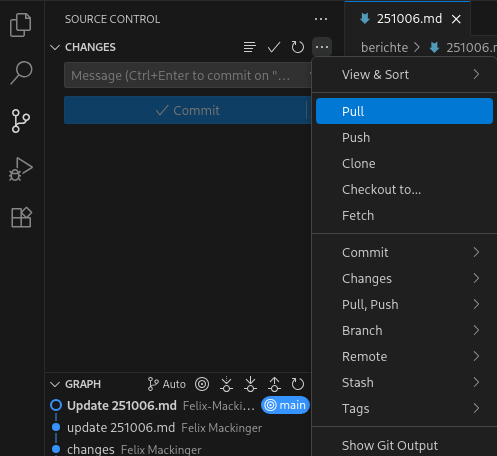 SOURCE CONTROL
251006.md
CHANGES
berichte > 251006.m
Message (Ctrl+Enter to commit on "...
Commit
View & Sort
Pull
Push
Clone
Checkout to...
Fetch
Commit
Changes
Pull, Push
Branch
Remote
Stash
Tags
Show Git Output
GRAPH
Auto
Update 251006.md Felix-Macki... main
update 251006.md Felix Mackinger
changes Felix Mackinger